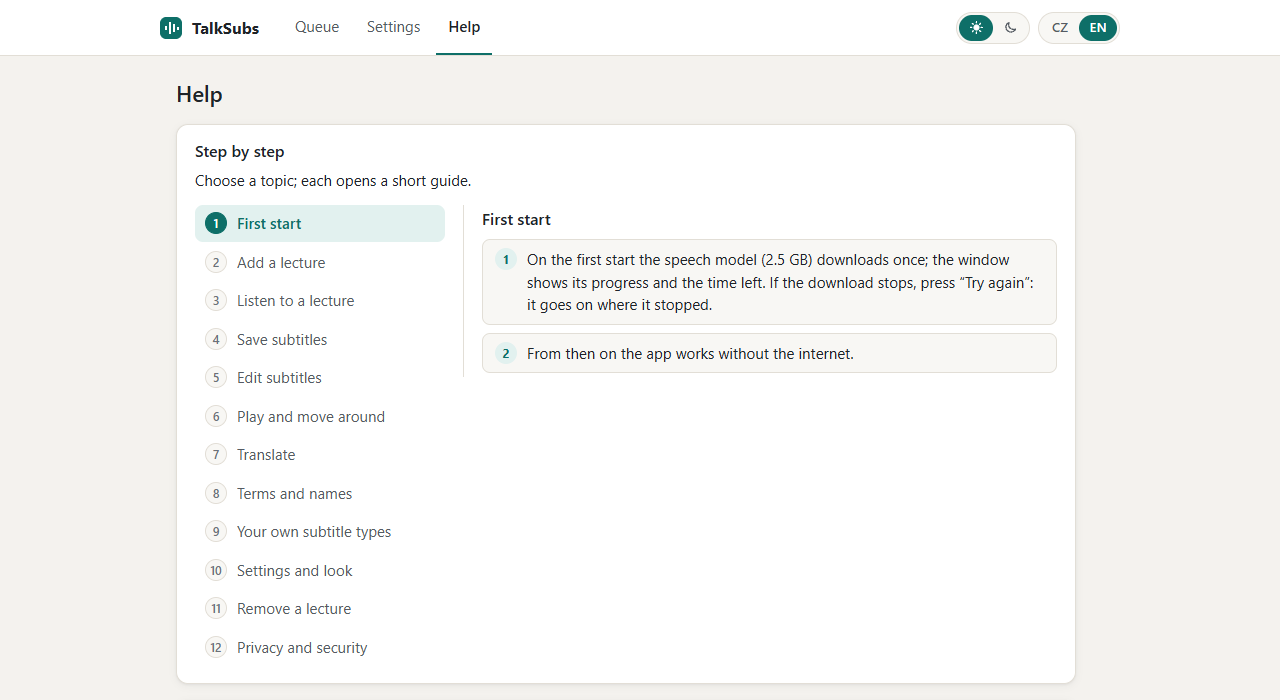 TalkSubs
Queue
Settings
Help
CZ
EN
Help
Step by step
Choose a topic; each opens a short guide.
1 First start
2 Add a lecture
3 Listen to a lecture
4 Save subtitles
5 Edit subtitles
6 Play and move around
7 Translate
8 Terms and names
9 Your own subtitle types
10 Settings and look
11 Remove a lecture
12 Privacy and security
First start
1 On the first start the speech model (2.5 GB) downloads once; the window
shows its progress and the time left. If the download stops, press “Try again”:
it goes on where it stopped.
2 From then on the app works without the internet.